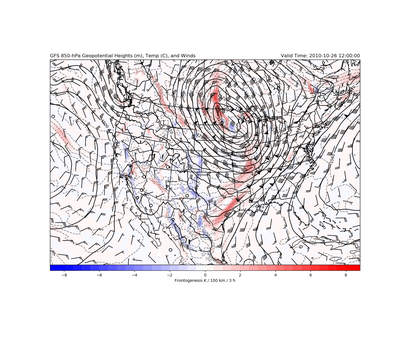 GFS 850-hPa Geopotential Heights (m), Temp (C), and Winds
Valid Time: 2010-10-26 12:00:00
−8 −6 −4 −2 0 2 4 6 8
Frontogenesis K / 100 km / 3 h